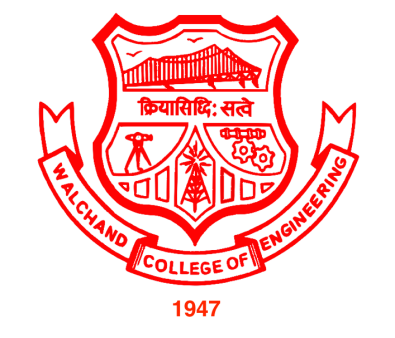 क्रियासिद्धि: सत्वे
WALCHAND COLLEGE OF ENGINEERING
1947